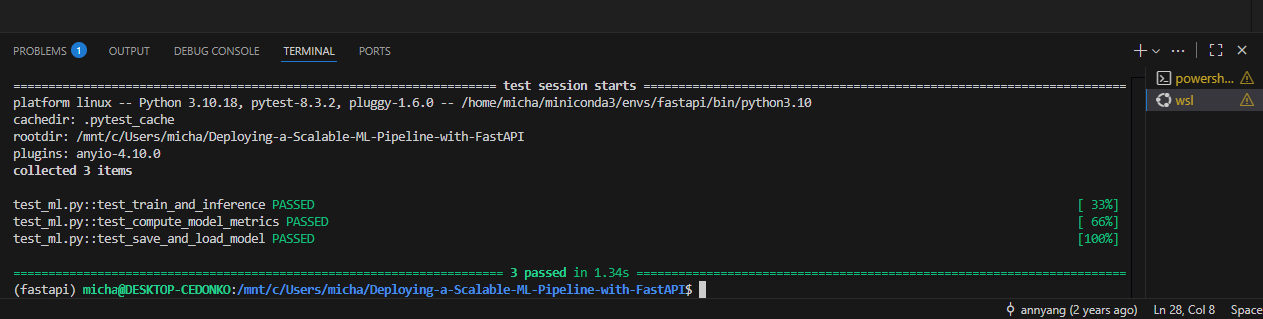 PROBLEMS 1 OUTPUT DEBUG CONSOLE TERMINAL PORTS
powersh...
wsl
============================= test session starts =============================
platform linux -- Python 3.10.18, pytest-8.3.2, pluggy-1.6.0 -- /home/micha/miniconda3/envs/fastapi/bin/python3.10
cachedir: .pytest_cache
rootdir: /mnt/c/Users/micha/Deploying-a-Scalable-ML-Pipeline-with-FastAPI
plugins: anyio-4.10.0
collected 3 items
test_ml.py::test_train_and_inference PASSED [ 33%]
test_ml.py::test_compute_model_metrics PASSED [ 66%]
test_ml.py::test_save_and_load_model PASSED [100%]
============================= 3 passed in 1.34s =============================
(fastapi) micha@DESKTOP-CEDONKO:/mnt/c/Users/micha/Deploying-a-Scalable-ML-Pipeline-with-FastAPI$
annyang (2 years ago) Ln 28, Col 8 Space